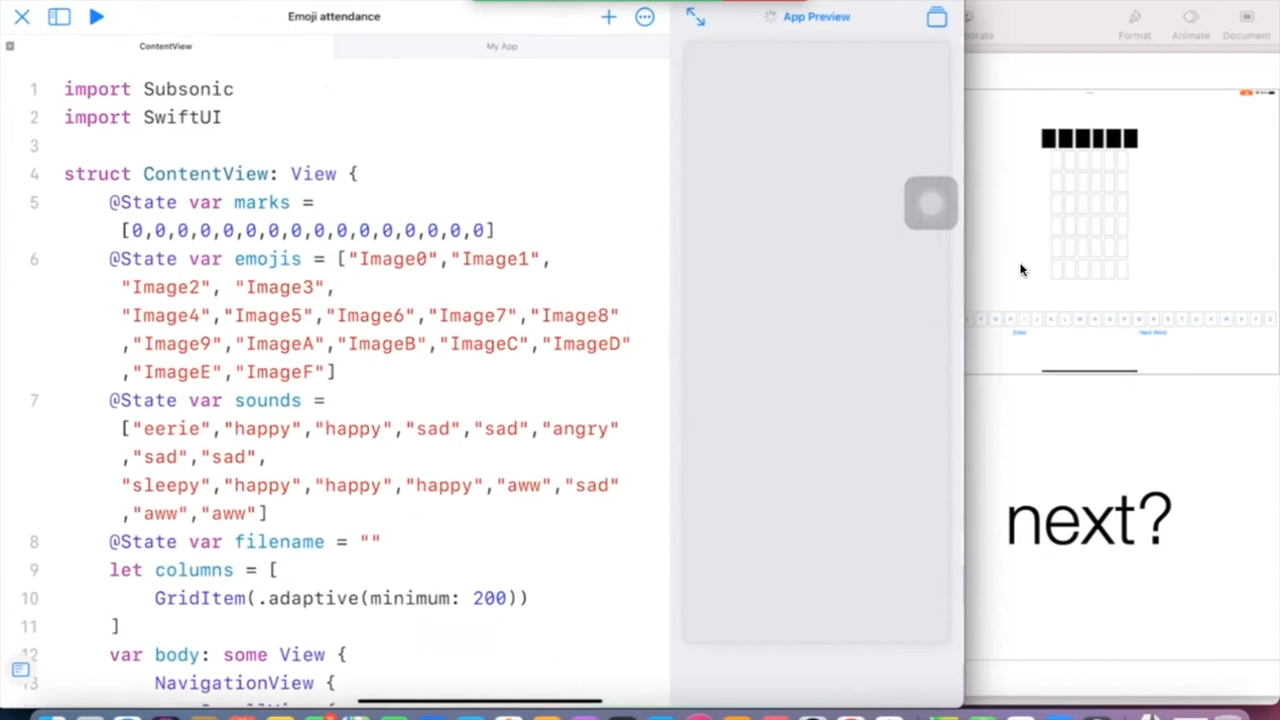 Emoji attendance
App Preview
ContentView
My App
Format
Animate
Document
1 import Subsonic
2 import SwiftUI
3
4 struct ContentView: View {
5 @State var marks =
[0,0,0,0,0,0,0,0,0,0,0,0,0,0,0,0]
6 @State var emojis = ["Image0","Image1",
"Image2", "Image3",
"Image4","Image5","Image6","Image7","Image8"
,"Image9","ImageA","ImageB","ImageC","ImageD"
,"ImageE","ImageF"]
7 @State var sounds =
["eerie","happy","happy","sad","sad","angry"
,"sad","sad",
"sleepy","happy","happy","happy","aww","sad"
,"aww","aww"]
8 @State var filename = ""
9 let columns = [
10 GridItem(.adaptive(minimum: 200))
11 ]
12 var body: some View {
13 NavigationView {
Enter
Next Word
next?